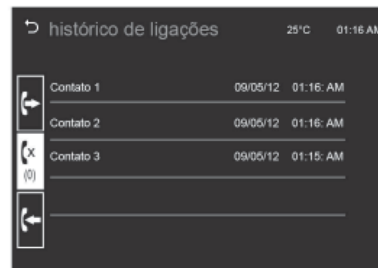 histórico de ligações 25°C 01:16 AM
Contato 1 09/05/12 01:16: AM
Contato 2 09/05/12 01:16: AM
x Contato 3 09/05/12 01:15: AM
(0)